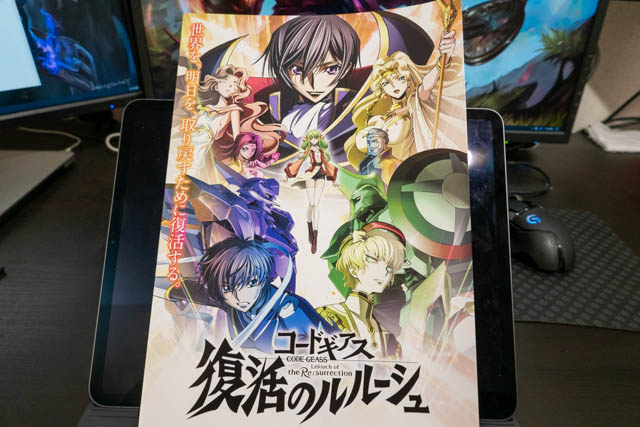 世界を、明日を、取り戻すために復活する。
コードギアス
CODE GEASS
Lelouch of
the Re;surrection
復活のルルーシュ